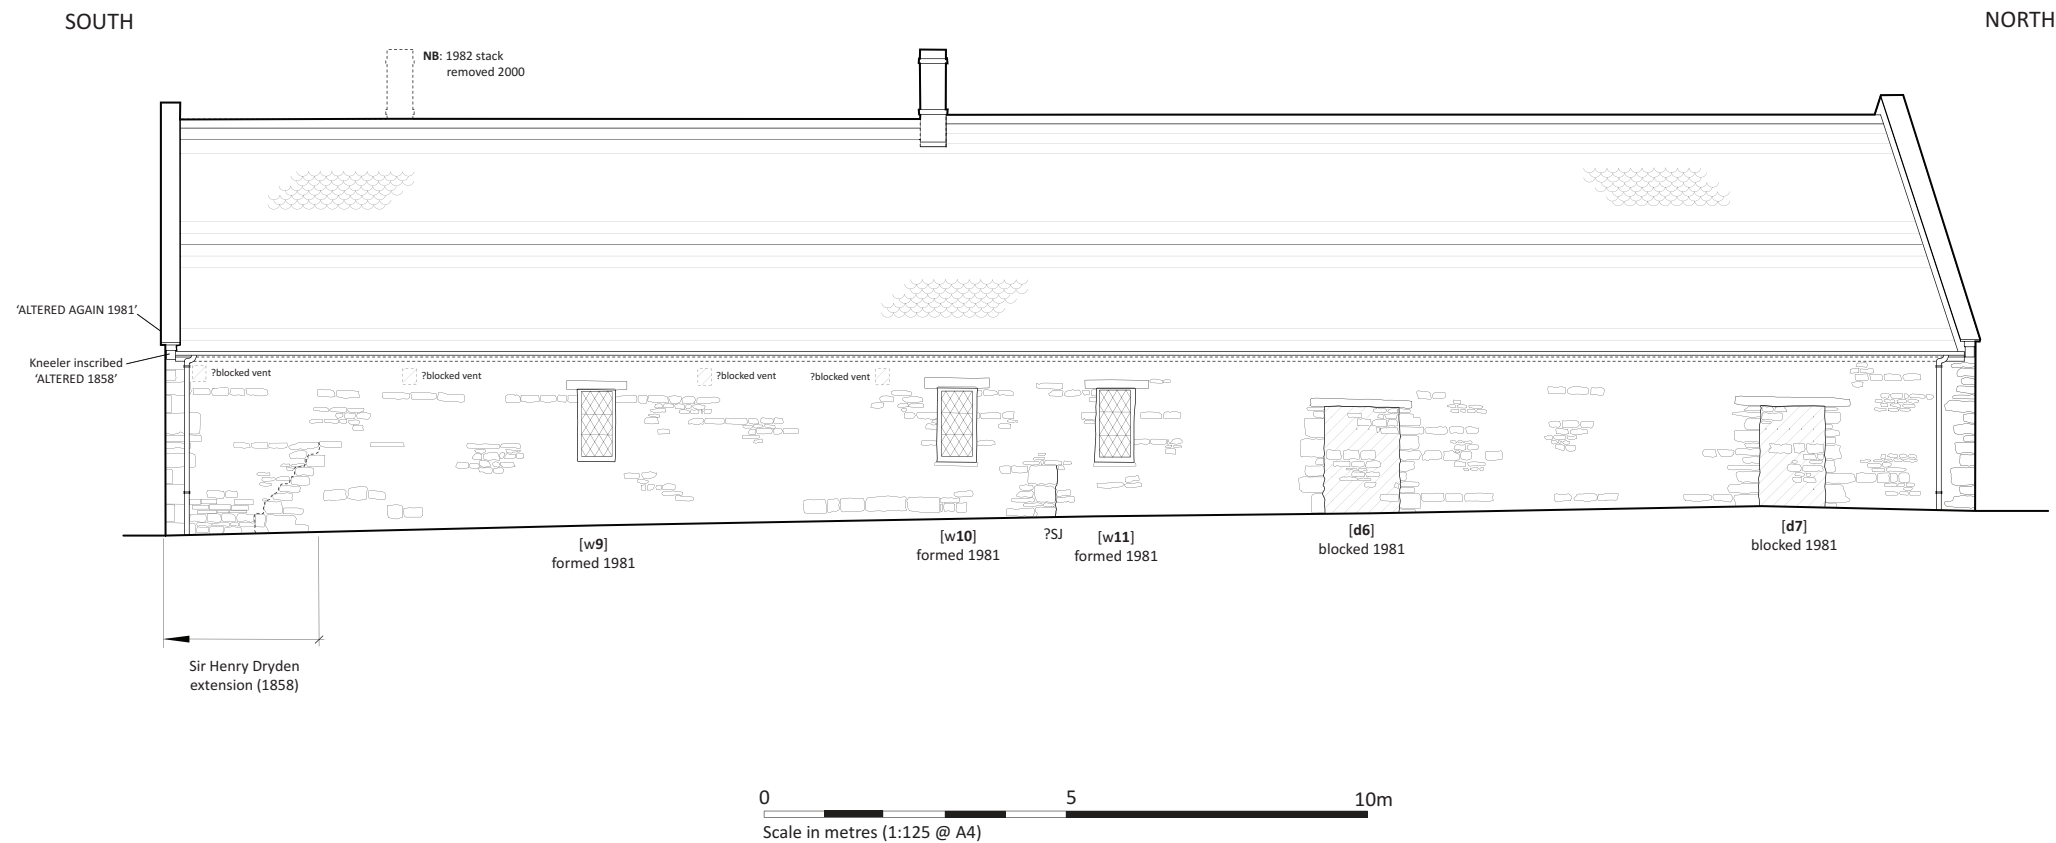 SOUTH
NORTH
NB: 1982 stack
removed 2000
‘ALTERED AGAIN 1981’
Kneeler inscribed
‘ALTERED 1858’
?blocked vent
?blocked vent
?blocked vent
?blocked vent
[w9]
formed 1981
[w10]
formed 1981
?SJ
[w11]
formed 1981
[d6]
blocked 1981
[d7]
blocked 1981
Sir Henry Dryden
extension (1858)
0
5
10m
Scale in metres (1:125 @ A4)